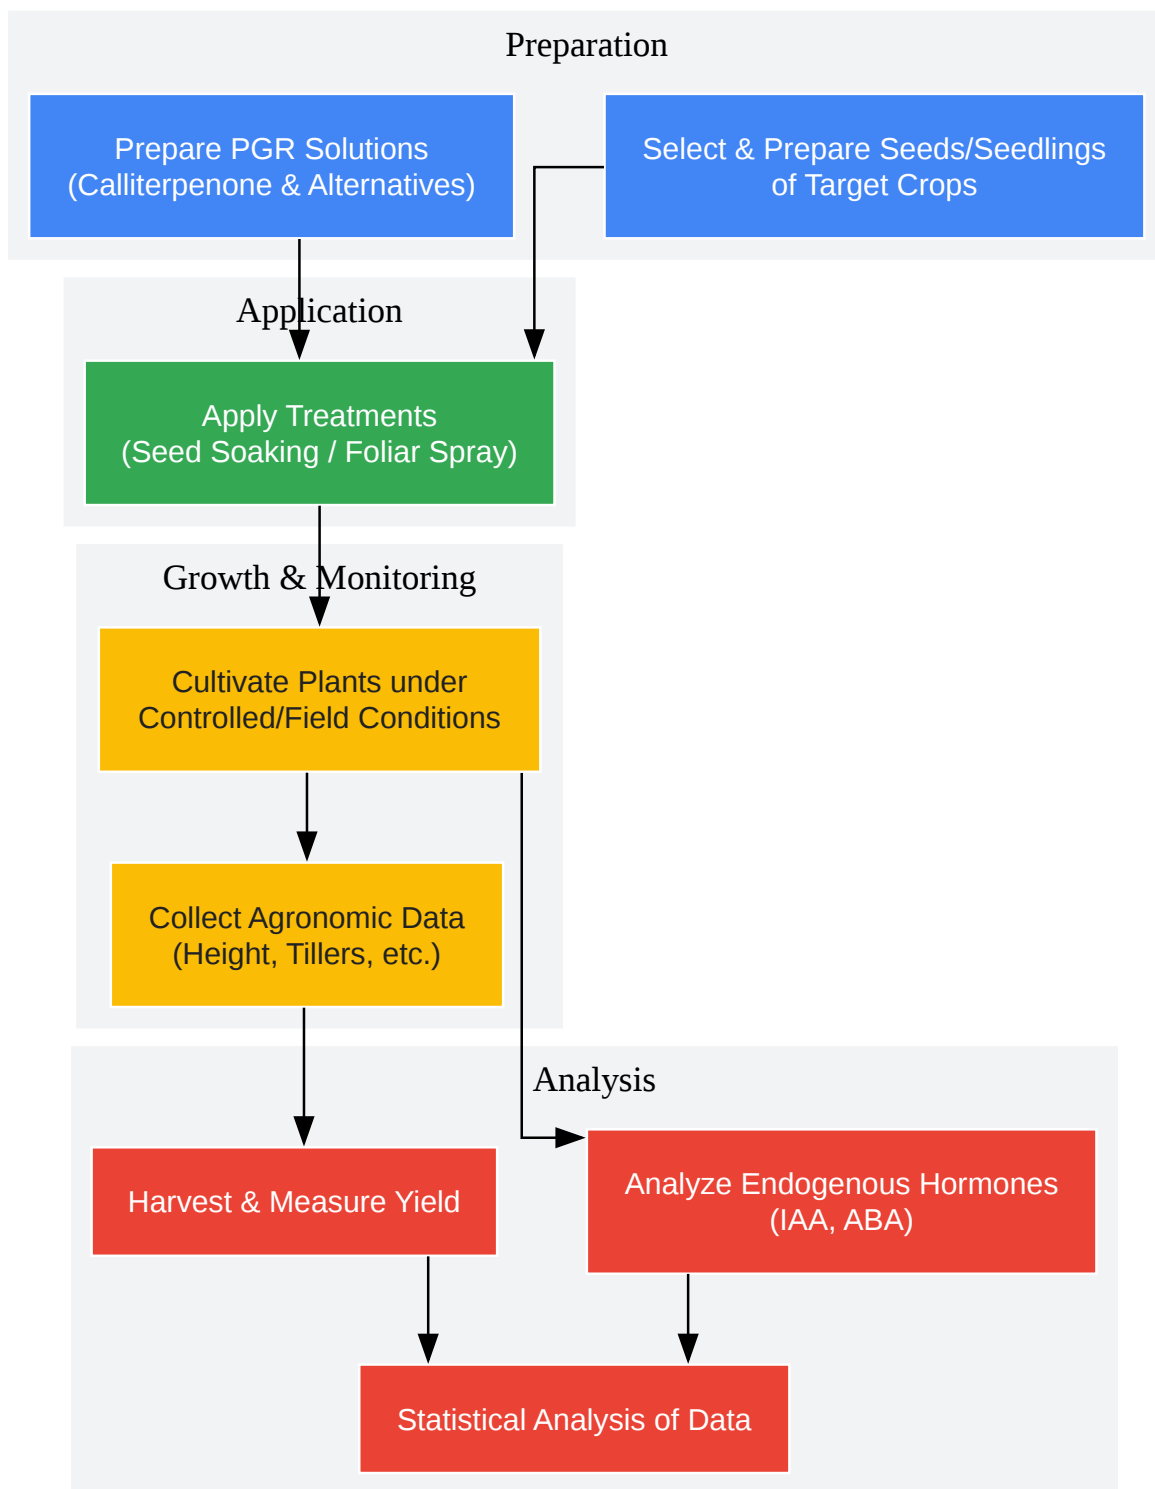 Preparation
Prepare PGR Solutions
(Calliterpenone & Alternatives)
Select & Prepare Seeds/Seedlings
of Target Crops
Application
Apply Treatments
(Seed Soaking / Foliar Spray)
Growth & Monitoring
Cultivate Plants under
Controlled/Field Conditions
Collect Agronomic Data
(Height, Tillers, etc.)
Analysis
Harvest & Measure Yield
Analyze Endogenous Hormones
(IAA, ABA)
Statistical Analysis of Data